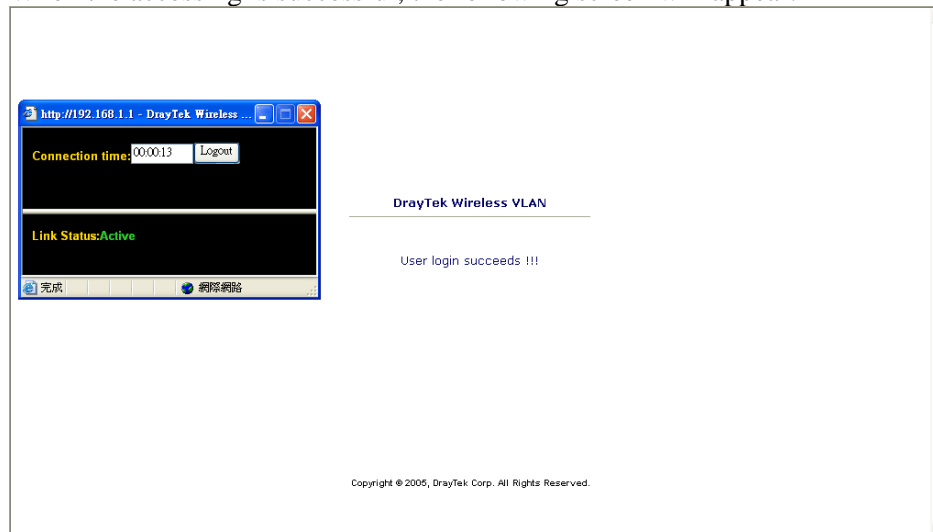 http://192.168.1.1 - DrayTek Wireless ...
Connection time: 00:00:13 Logout
Link Status:Active
完成 網際網路
DrayTek Wireless VLAN
User login succeeds !!!
Copyright © 2005, DrayTek Corp. All Rights Reserved.